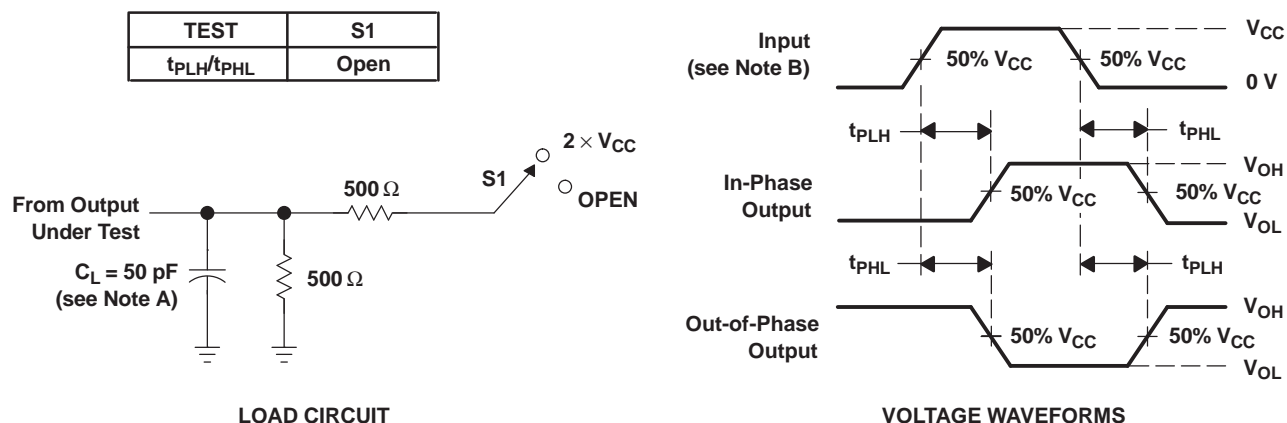 TEST S1
tPLH/tPHL Open
2 × VCC
S1
OPEN
500 Ω
From Output
Under Test
CL = 50 pF
(see Note A)
500 Ω
LOAD CIRCUIT
Input
(see Note B)
50% VCC
50% VCC
VCC
0 V
tPLH
tPHL
In-Phase
Output
50% VCC
50% VCC
VOH
VOL
tPHL
tPLH
Out-of-Phase
Output
50% VCC
50% VCC
VOH
VOL
VOLTAGE WAVEFORMS